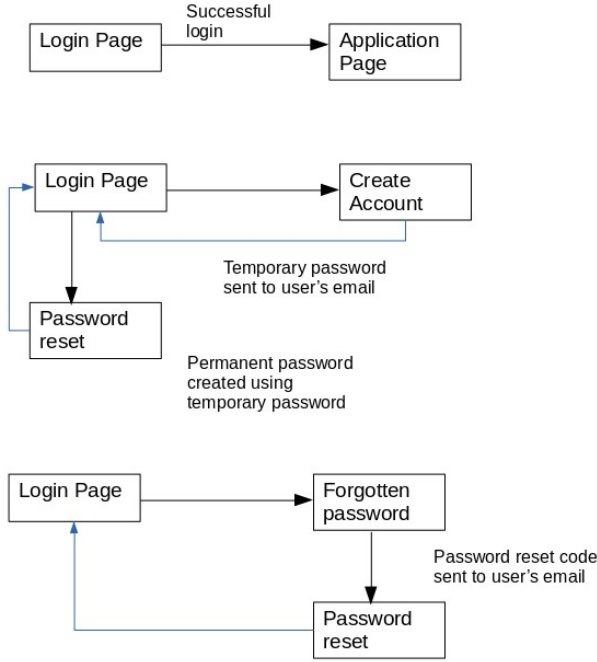 Successful
login
Login Page
Application
Page
Login Page
Create
Account
Temporary password
sent to user's email
Password
reset
Permanent password
created using
temporary password
Login Page
Forgotten
password
Password reset code
sent to user's email
Password
reset